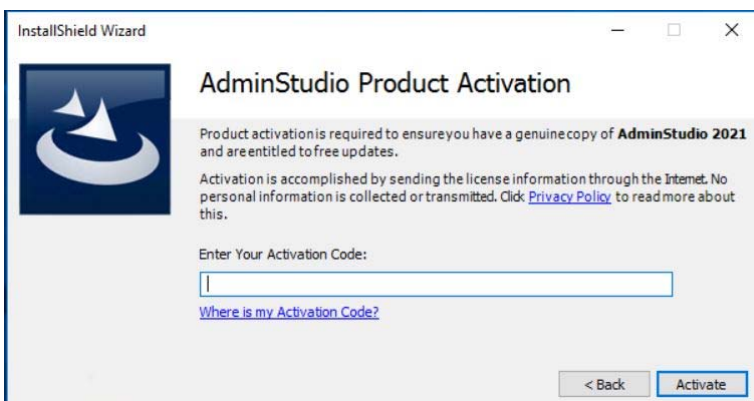 InstallShield Wizard
AdminStudio Product Activation
Product activation is required to ensure you have a genuine copy of AdminStudio 2021
and are entitled to free updates.
Activation is accomplished by sending the license information through the Internet. No
personal information is collected or transmitted. Click Privacy Policy to read more about
this.
Enter Your Activation Code:
Where is my Activation Code?
< Back
Activate